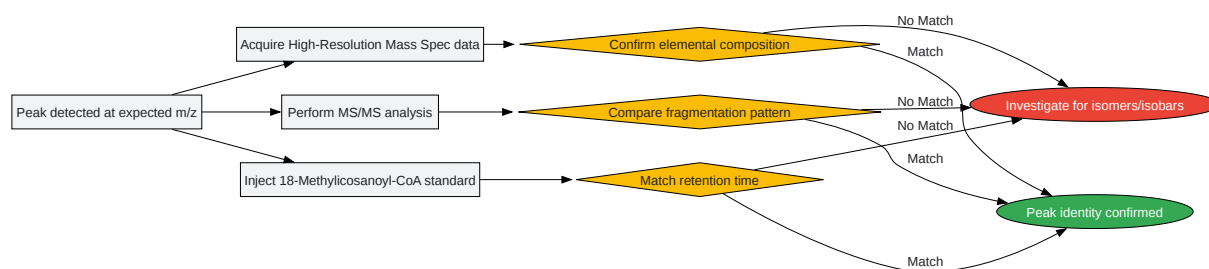 No Match
Acquire High-Resolution Mass Spec data
Confirm elemental composition
Match
Peak detected at expected m/z
Perform MS/MS analysis
Compare fragmentation pattern
No Match
Investigate for isomers/isobars
No Match
Match
Inject 18-Methylicosanoyl-CoA standard
Match retention time
Peak identity confirmed
Match